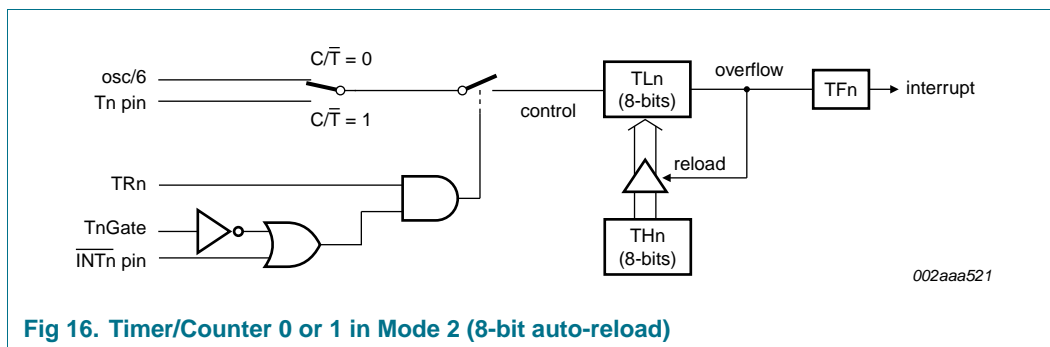 C/T̅ = 0
osc/6
Tn pin
C/T̅ = 1
control
TLn
(8-bits)
overflow
TFn
interrupt
reload
TRn
TnGate
I̅N̅T̅n̅ pin
THn
(8-bits)
002aaa521
Fig 16. Timer/Counter 0 or 1 in Mode 2 (8-bit auto-reload)